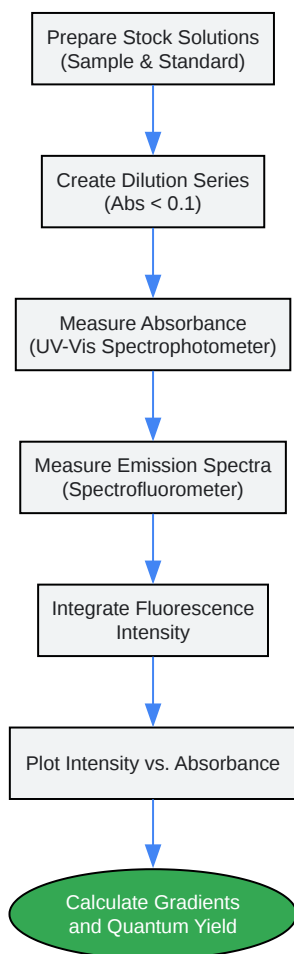 Prepare Stock Solutions
(Sample & Standard)
Create Dilution Series
(Abs < 0.1)
Measure Absorbance
(UV-Vis Spectrophotometer)
Measure Emission Spectra
(Spectrofluorometer)
Integrate Fluorescence
Intensity
Plot Intensity vs. Absorbance
Calculate Gradients
and Quantum Yield